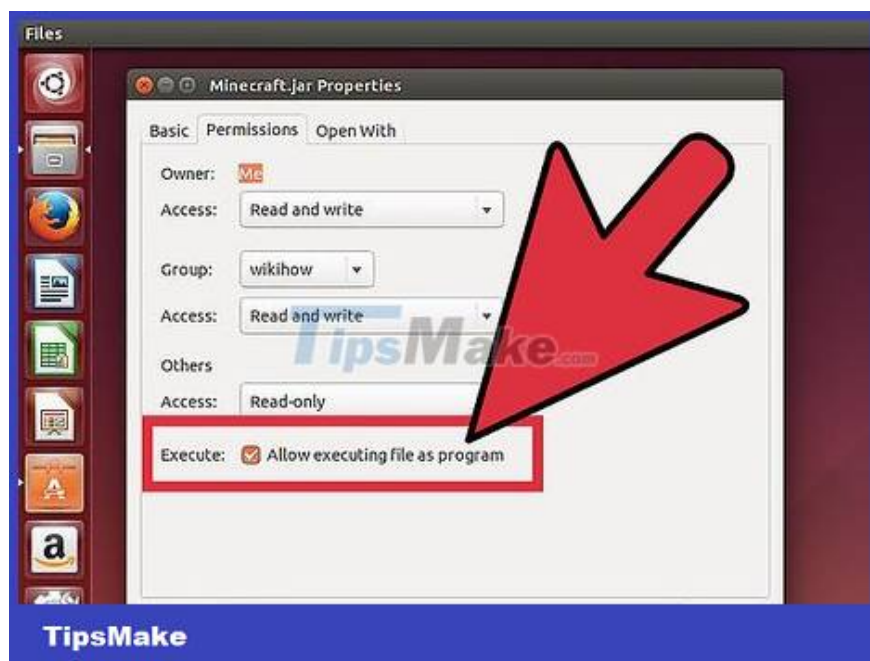 Files
Minecraft.jar Properties
Basic Permissions Open With
Owner: Me
Access: Read and write
Group: wikihow
Access: Read and write
TipsMake.com
Others
Access: Read-only
Execute: Allow executing file as program
a
TipsMake